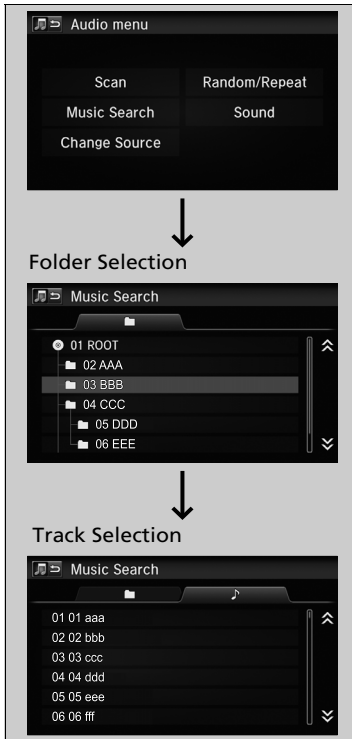 Audio menu
Scan Random/Repeat
Music Search Sound
Change Source
Folder Selection
Music Search
01 ROOT
02 AAA
03 BBB
04 CCC
05 DDD
06 EEE
Track Selection
Music Search
01 01 aaa
02 02 bbb
03 03 ccc
04 04 ddd
05 05 eee
06 06 fff